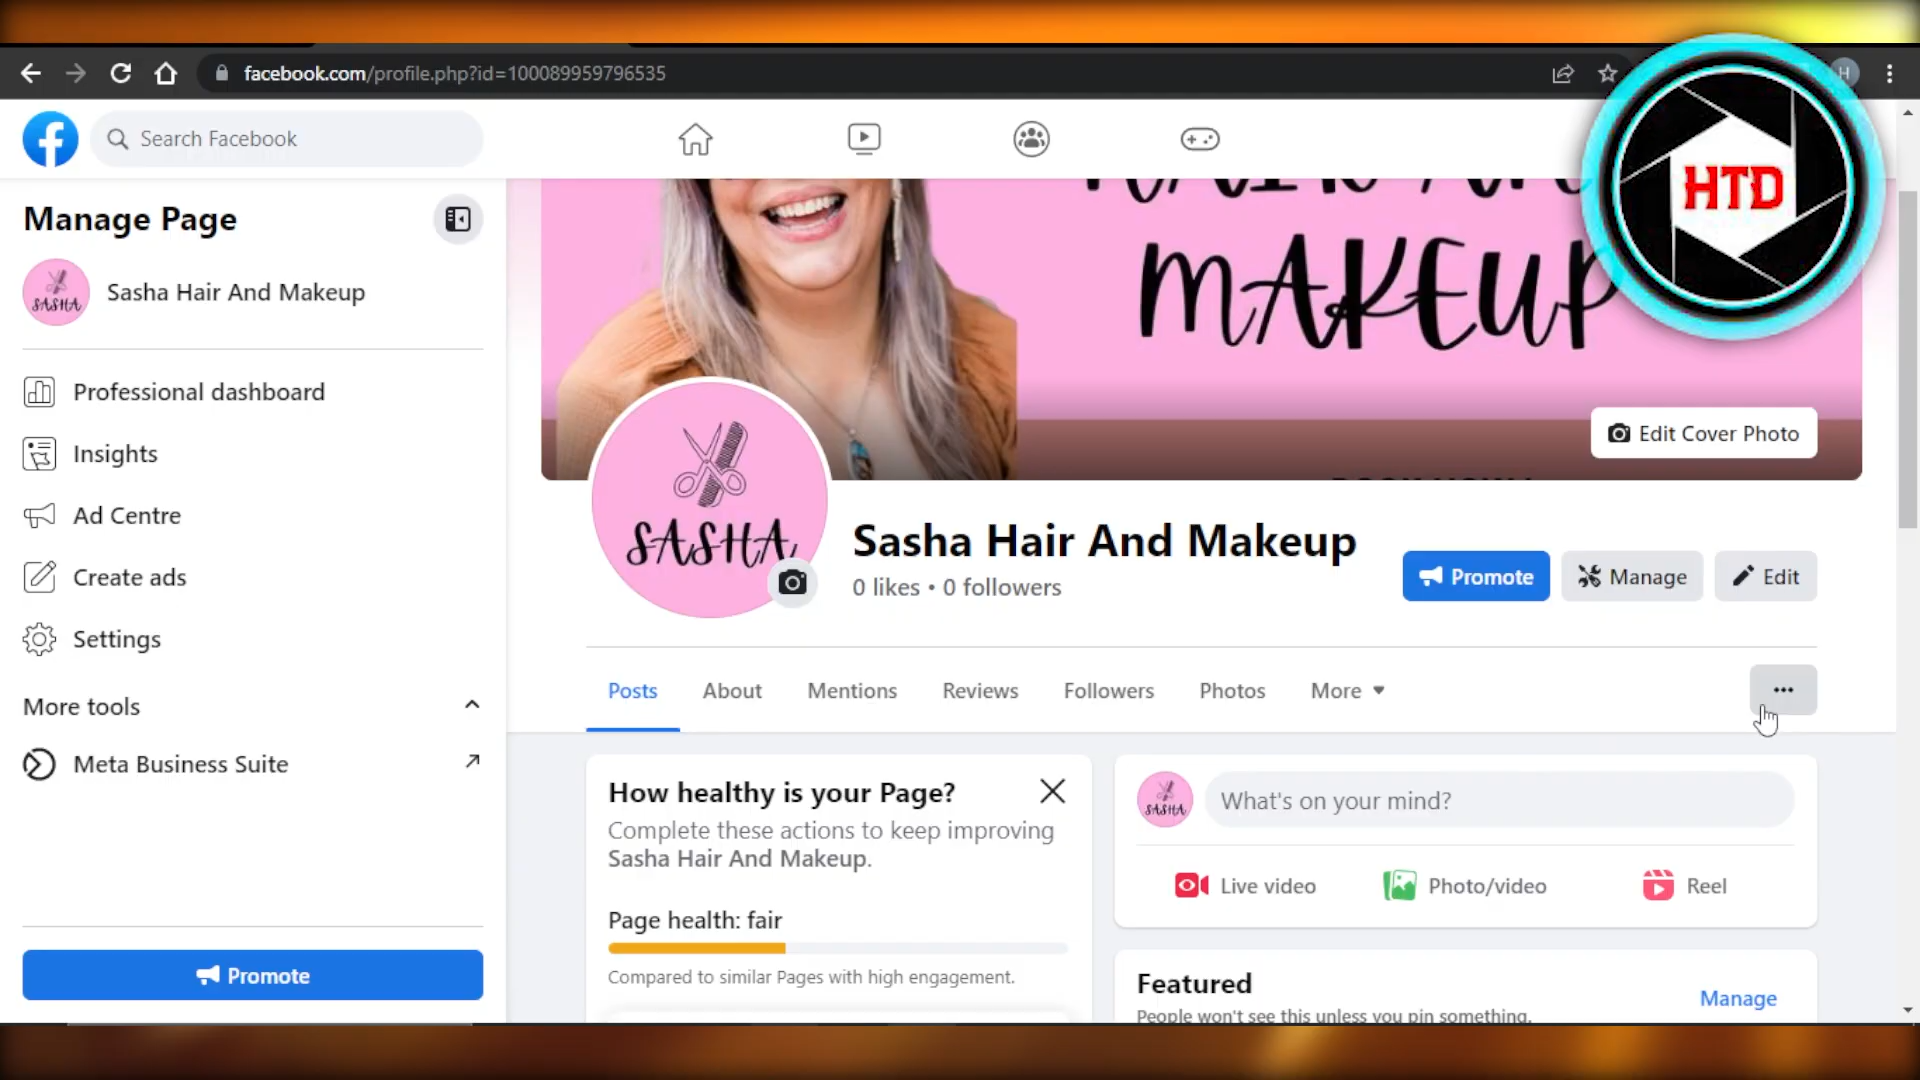 facebook.com/profile.php?id=100089959796535
H
HTD
Search Facebook
Manage Page
SASHA
Sasha Hair And Makeup
Professional dashboard
Insights
Ad Centre
Create ads
Settings
More tools
Meta Business Suite
Promote
MAKEUP
Edit Cover Photo
SASHA
Sasha Hair And Makeup
0 likes • 0 followers
Promote
Manage
Edit
Posts
About
Mentions
Reviews
Followers
Photos
More
How healthy is your Page?
Complete these actions to keep improving
Sasha Hair And Makeup.
Page health: fair
Compared to similar Pages with high engagement.
SASHA
What's on your mind?
Live video
Photo/video
Reel
Featured
Manage
People won't see this unless you pin something.